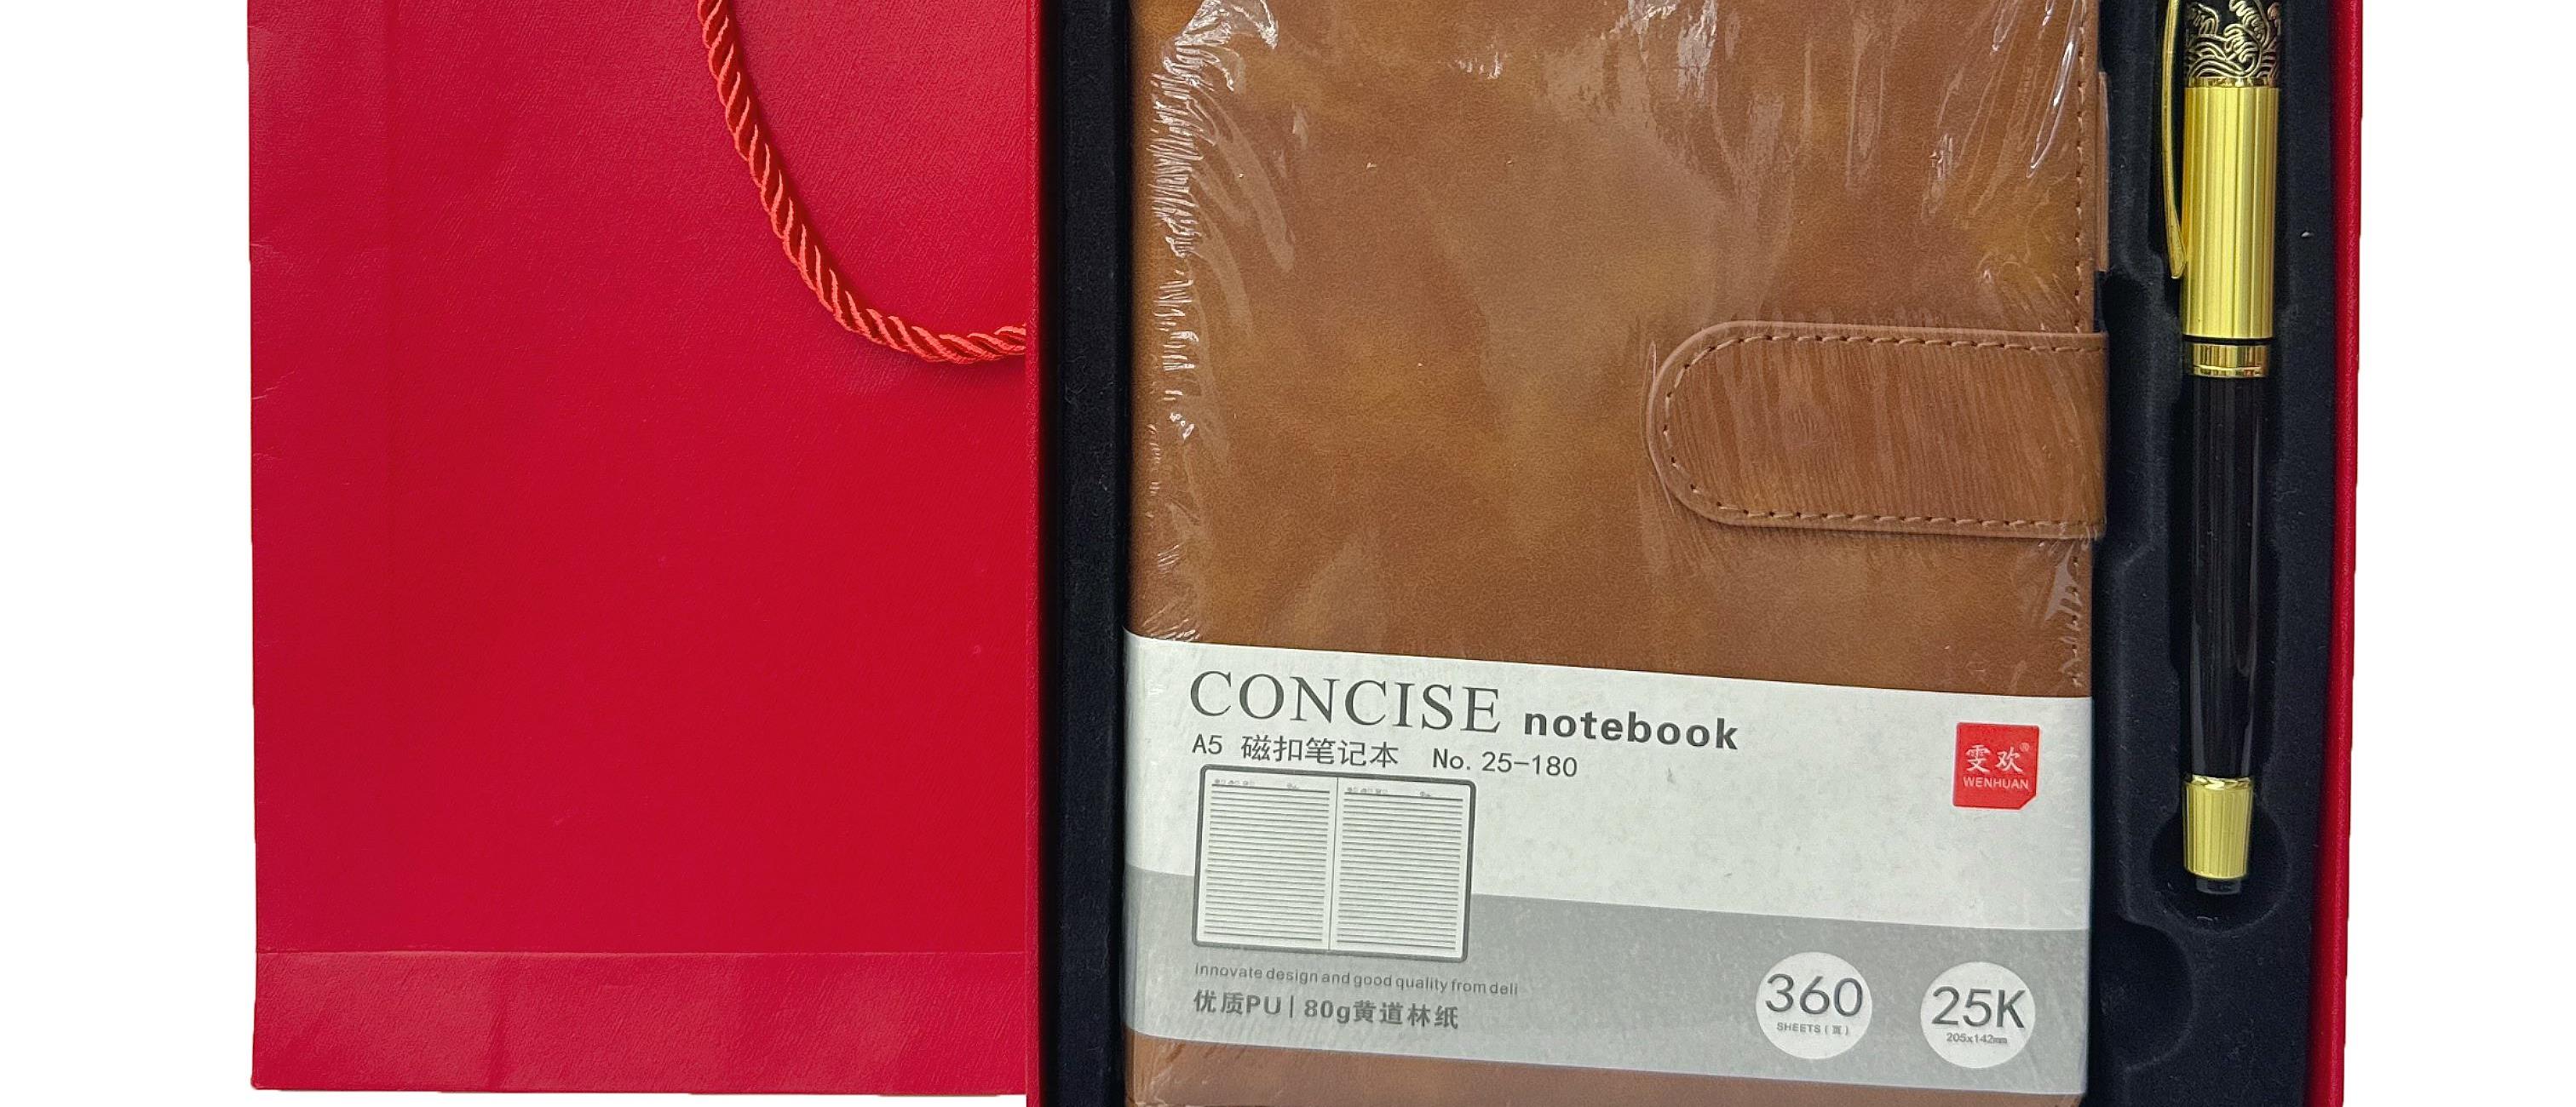 CONCISE notebook
A5 磁扣笔记本 No. 25-180
雯欢®
WENHUAN
Innovate design and good quality from deli
优质PU | 80g黄道林纸
360
SHEETS(页)
25K
205x142mm